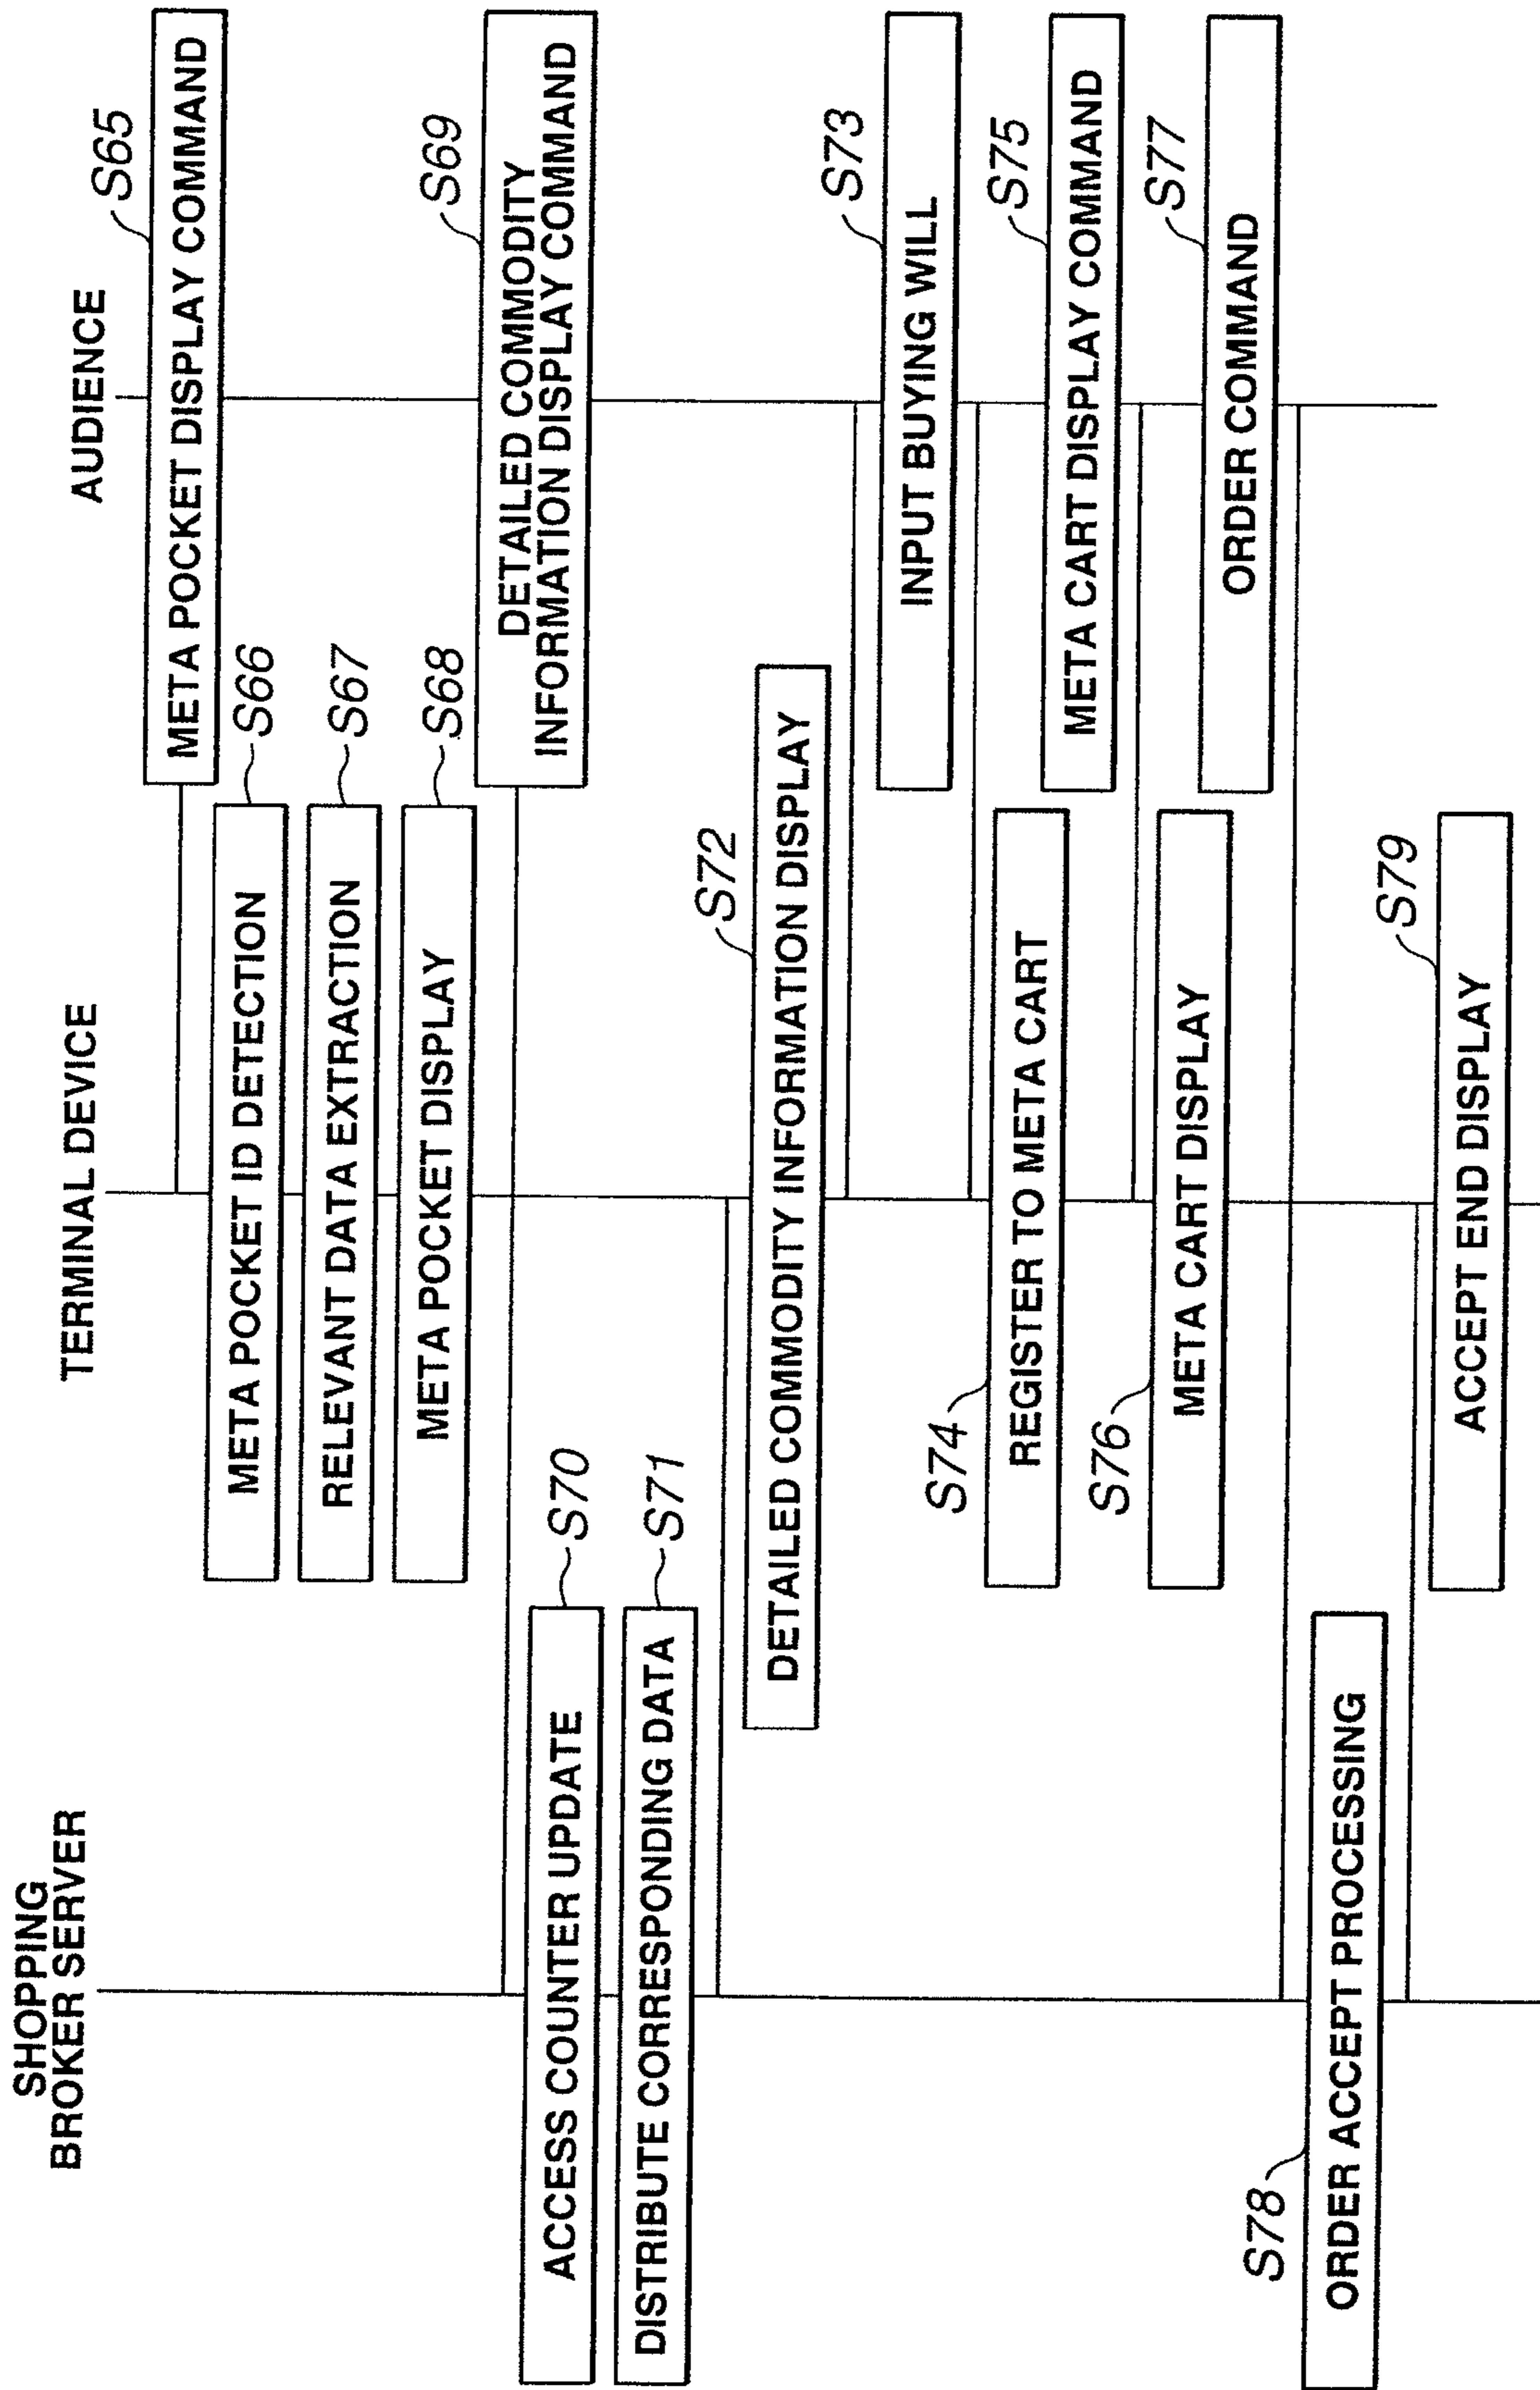 SHOPPING
BROKER SERVER
TERMINAL DEVICE
AUDIENCE
S65
META POCKET DISPLAY COMMAND
META POCKET ID DETECTION
S66
RELEVANT DATA EXTRACTION
S67
META POCKET DISPLAY
S68
S69
DETAILED COMMODITY
INFORMATION DISPLAY COMMAND
ACCESS COUNTER UPDATE
S70
DISTRIBUTE CORRESPONDING DATA
S71
S72
DETAILED COMMODITY INFORMATION DISPLAY
S73
INPUT BUYING WILL
S74
REGISTER TO META CART
S75
META CART DISPLAY COMMAND
S76
META CART DISPLAY
S77
ORDER COMMAND
S78
ORDER ACCEPT PROCESSING
S79
ACCEPT END DISPLAY